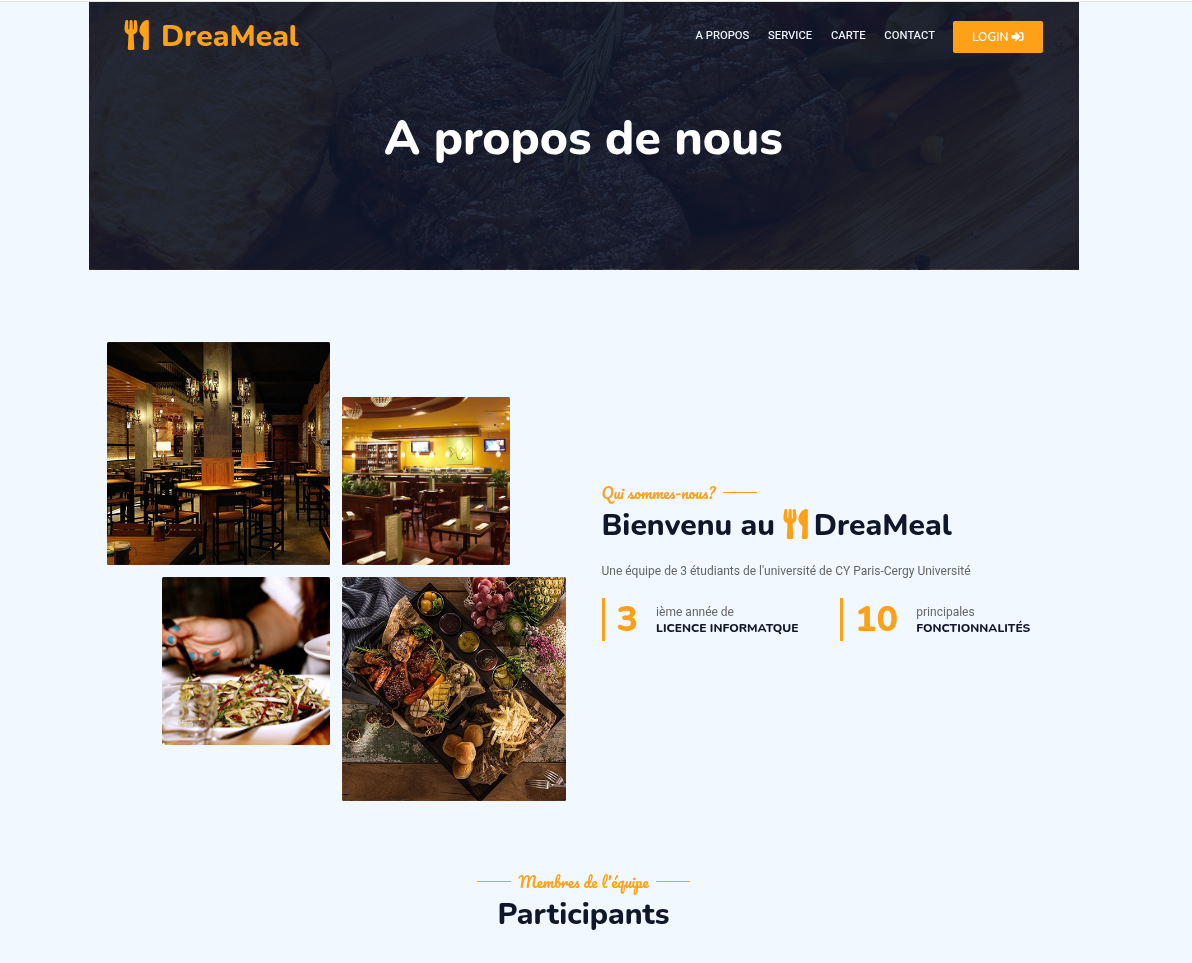 DreaMeal
A PROPOS SERVICE CARTE CONTACT LOGIN
A propos de nous
Qui sommes-nous?
Bienvenu au DreaMeal
Une équipe de 3 étudiants de l'université de CY Paris-Cergy Université
3 ième année de
LICENCE INFORMATQUE
10 principales
FONCTIONNALITÉS
Membres de l'équipe
Participants